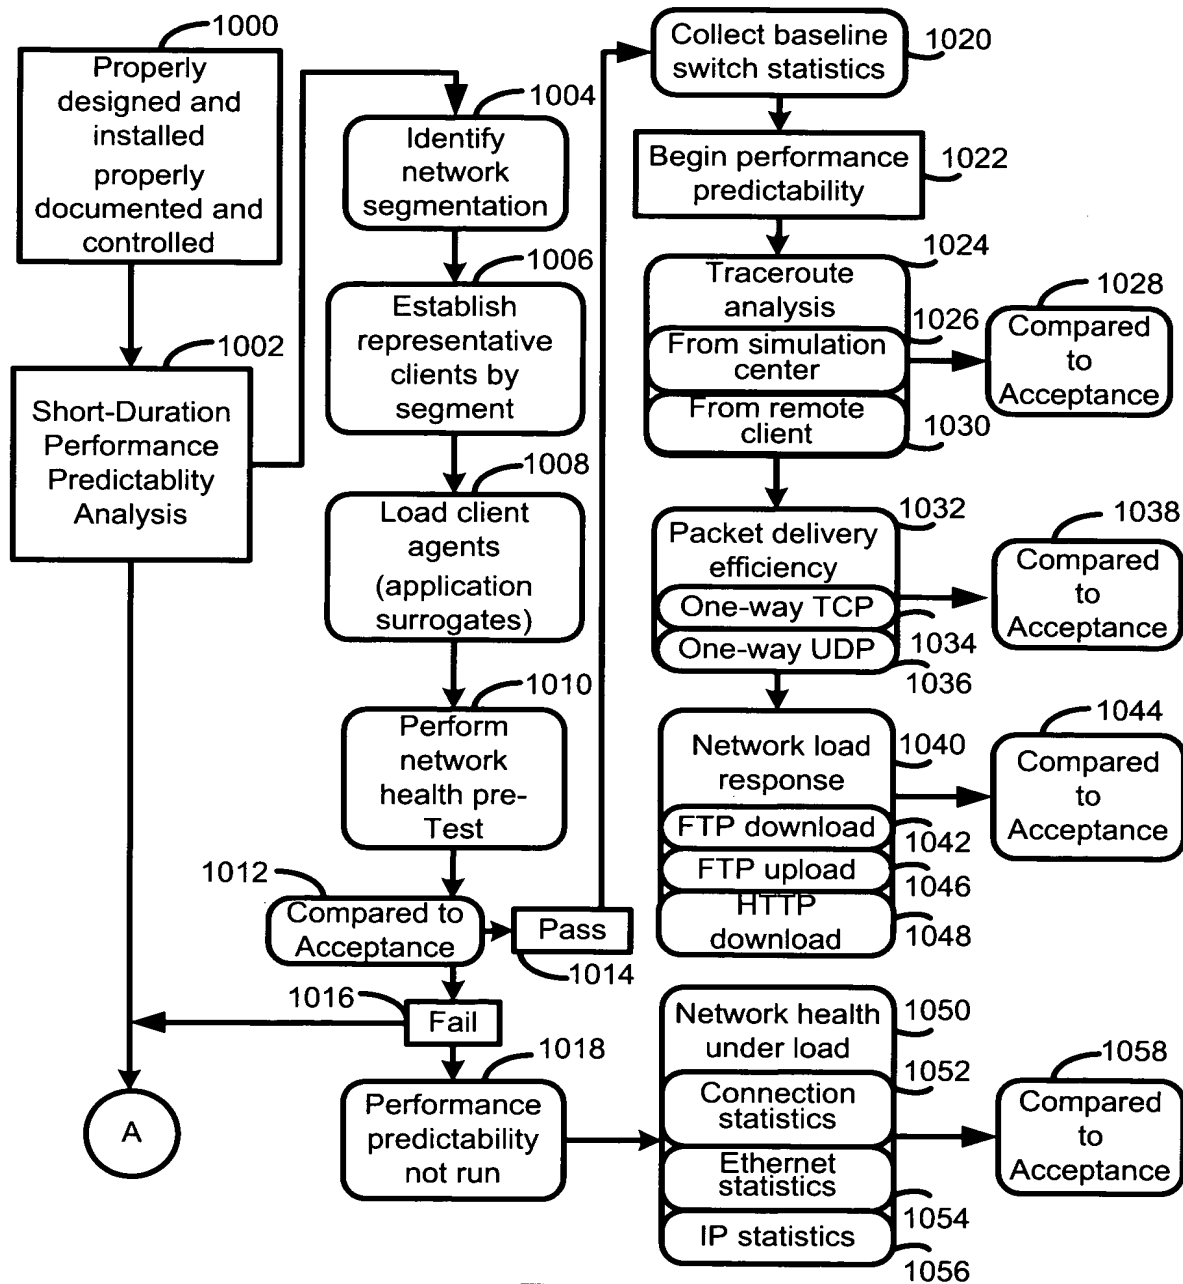 1000
Properly
designed and
installed
properly
documented and
controlled
1002
Short-Duration
Performance
Predictablity
Analysis
A
1004
Identify
network
segmentation
1006
Establish
representative
clients by
segment
1008
Load client
agents
(application
surrogates)
1010
Perform
network
health pre-
Test
1012
Compared to
Acceptance
Pass
1014
1016
Fail
1018
Performance
predictability
not run
Collect baseline
switch statistics
1020
Begin performance
predictability
1022
1024
Traceroute
analysis
1026
From simulation
center
From remote
client
1030
1028
Compared
to
Acceptance
1032
Packet delivery
efficiency
One-way TCP
1034
One-way UDP
1036
1038
Compared
to
Acceptance
Network load
response
1040
FTP download
1042
FTP upload
1046
HTTP
download
1048
1044
Compared
to
Acceptance
Network health
under load
1050
1052
Connection
statistics
Ethernet
statistics
1054
IP statistics
1056
1058
Compared
to
Acceptance